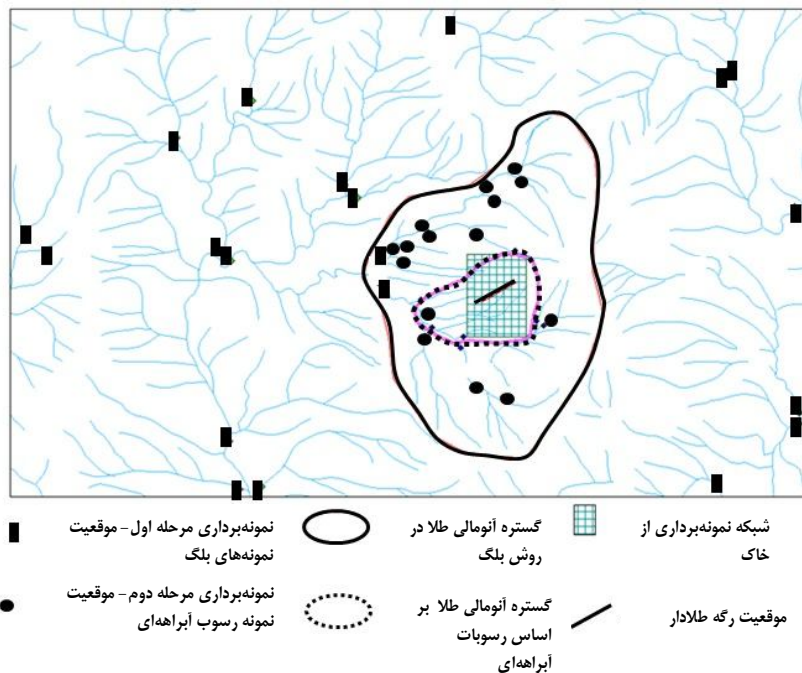 شبکه نمونه‌برداری از
خاک
گستره آنومالی طلا در
روش بلگ
نمونه‌برداری مرحله اول- موقعیت
نمونه‌های بلگ
موقعیت رگه طلادار
گستره آنومالی طلا بر
اساس رسوبات
آبراهه‌ای
نمونه‌برداری مرحله دوم- موقعیت
نمونه رسوب آبراهه‌ای